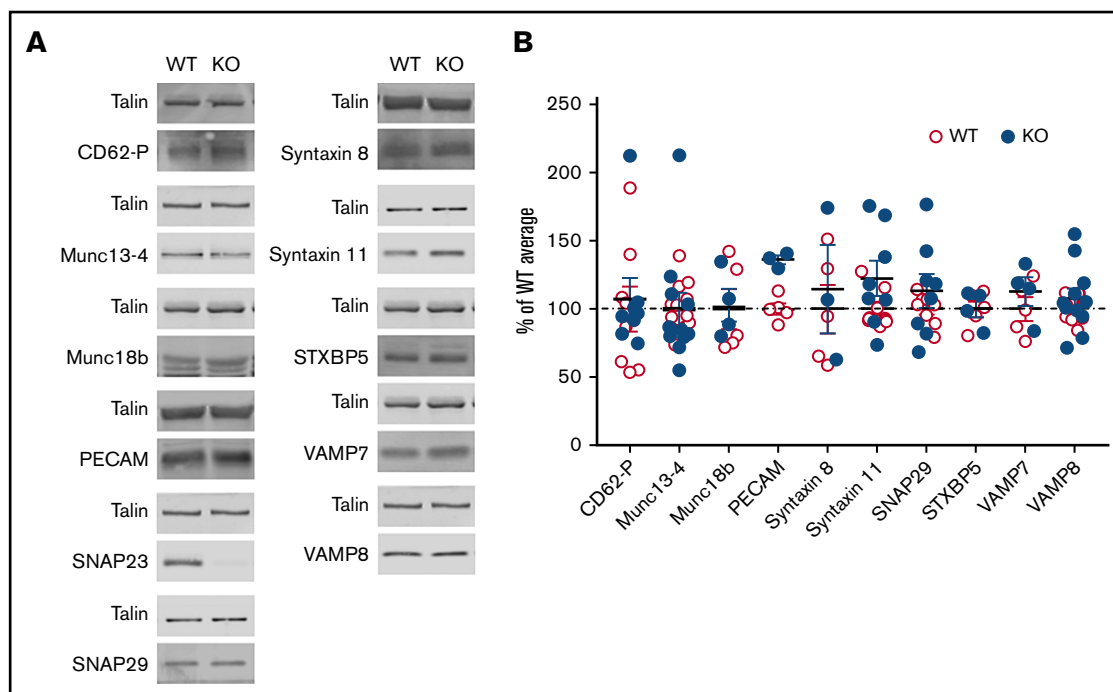 A
WT KO
Talin
CD62-P
Talin
Munc13-4
Talin
Munc18b
Talin
PECAM
Talin
SNAP23
Talin
SNAP29
WT KO
Talin
Syntaxin 8
Talin
Syntaxin 11
Talin
STXBP5
Talin
VAMP7
Talin
VAMP8
B
% of WT average
250
200
150
100
50
0
WT KO
CD62-P
Munc13-4
Munc18b
PECAM
Syntaxin 8
Syntaxin 11
SNAP29
STXBP5
VAMP7
VAMP8